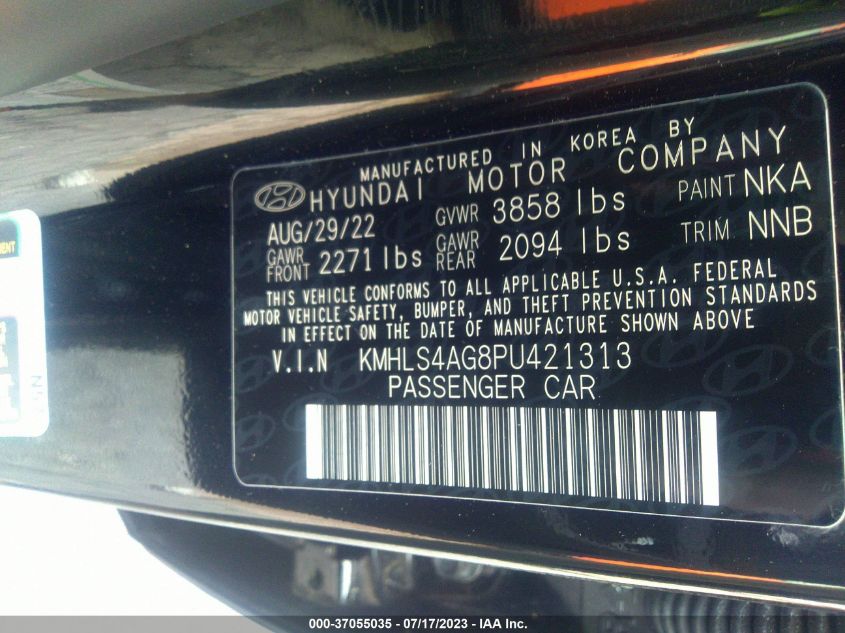 MANUFACTURED IN KOREA BY
HYUNDAI MOTOR COMPANY
AUG/29/22 GVWR 3858 lbs PAINT NKA
GAWR FRONT 2271 lbs GAWR REAR 2094 lbs TRIM NNB
THIS VEHICLE CONFORMS TO ALL APPLICABLE U.S.A. FEDERAL
MOTOR VEHICLE SAFETY, BUMPER, AND THEFT PREVENTION STANDARDS
IN EFFECT ON THE DATE OF MANUFACTURE SHOWN ABOVE
V.I.N KMHLS4AG8PU421313
PASSENGER CAR
000-37055035 - 07/17/2023 - IAA Inc.